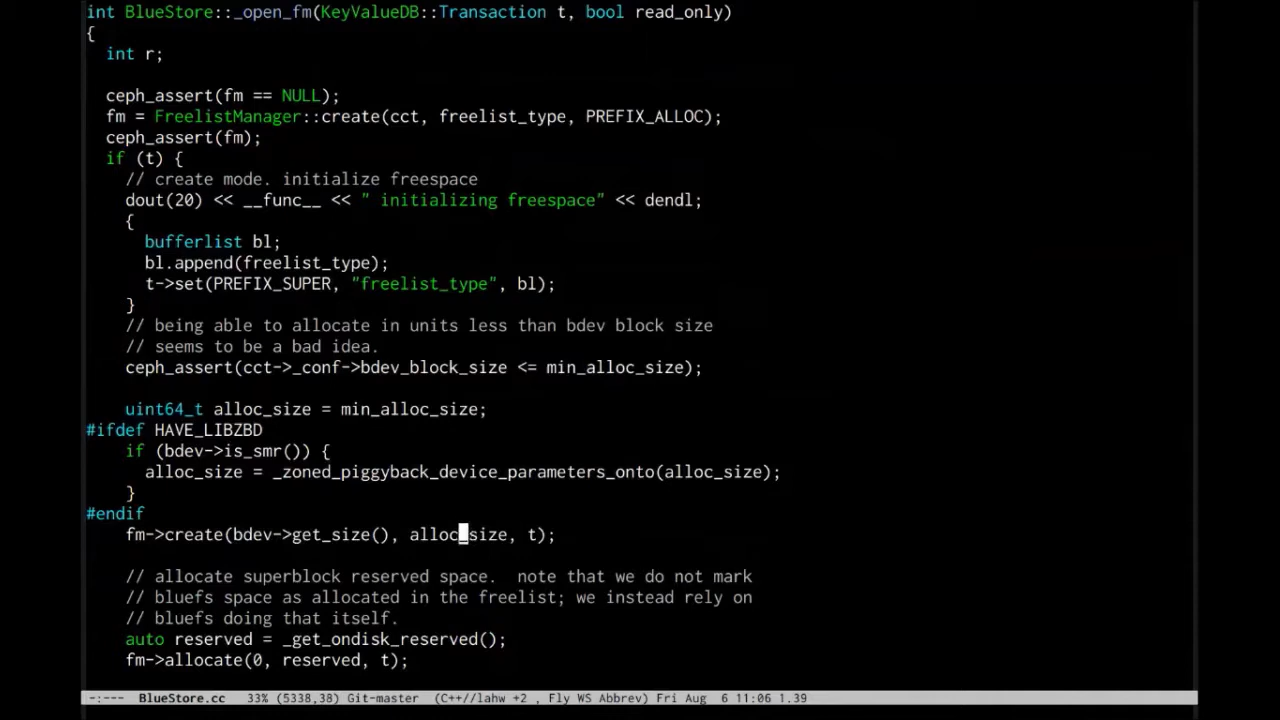 int BlueStore::_open_fm(KeyValueDB::Transaction t, bool read_only)
{
  int r;

  ceph_assert(fm == NULL);
  fm = FreelistManager::create(cct, freelist_type, PREFIX_ALLOC);
  ceph_assert(fm);
  if (t) {
    // create mode. initialize freespace
    dout(20) << __func__ << " initializing freespace" << dendl;
    {
      bufferlist bl;
      bl.append(freelist_type);
      t->set(PREFIX_SUPER, "freelist_type", bl);
    }
    // being able to allocate in units less than bdev block size
    // seems to be a bad idea.
    ceph_assert(cct->_conf->bdev_block_size <= min_alloc_size);

    uint64_t alloc_size = min_alloc_size;
#ifdef HAVE_LIBZBD
    if (bdev->is_smr()) {
      alloc_size = _zoned_piggyback_device_parameters_onto(alloc_size);
    }
#endif
    fm->create(bdev->get_size(), alloc_size, t);

    // allocate superblock reserved space.  note that we do not mark
    // bluefs space as allocated in the freelist; we instead rely on
    // bluefs doing that itself.
    auto reserved = _get_ondisk_reserved();
    fm->allocate(0, reserved, t);
-:---  BlueStore.cc   33% (5338,38) Git-master  (C++//lahw +2 , Fly WS Abbrev) Fri Aug  6 11:06 1.39